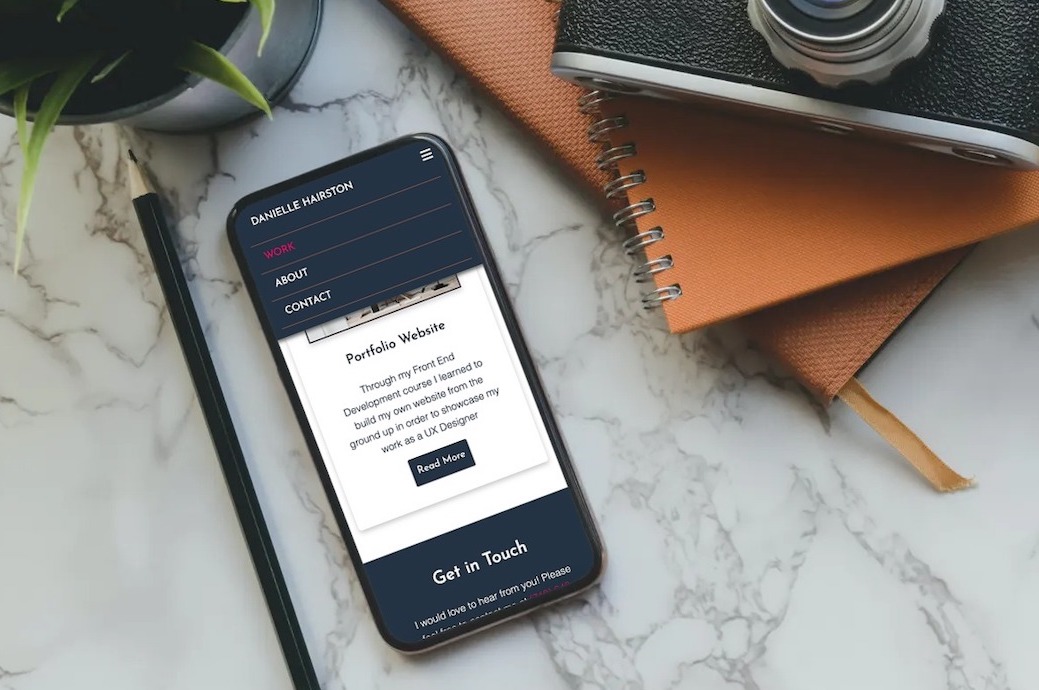 DANIELLE HAIRSTON
WORK
ABOUT
CONTACT
Portfolio Website
Through my Front End
Development course I learned to
build my own website from the
ground up in order to showcase my
work as a UX Designer
Read More
Get in Touch
I would love to hear from you! Please
feel free to contact me at